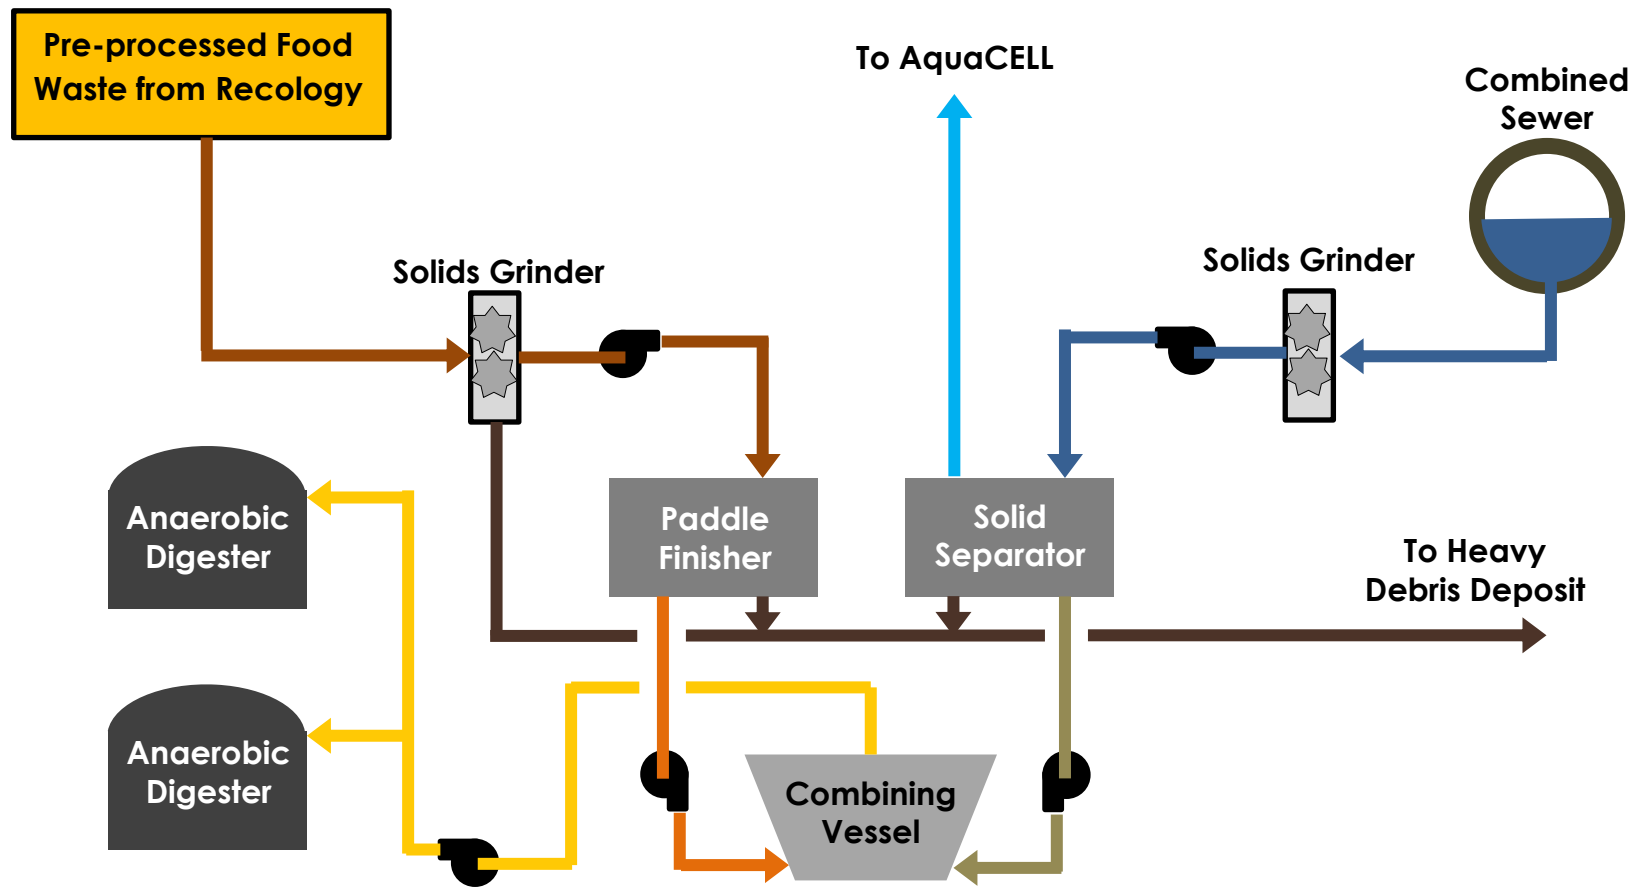 Pre-processed Food
Waste from Recology
To AquaCELL
Combined
Sewer
Solids Grinder
Solids Grinder
Anaerobic
Digester
Paddle
Finisher
Solid
Separator
To Heavy
Debris Deposit
Anaerobic
Digester
Combining
Vessel